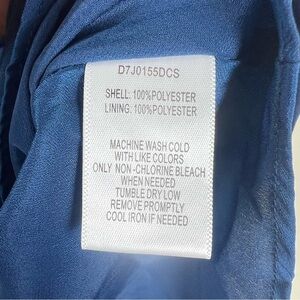 D7J0155DCS
SHELL: 100%POLYESTER
LINING: 100%POLYESTER
MACHINE WASH COLD
WITH LIKE COLORS
ONLY NON-CHLORINE BLEACH
WHEN NEEDED
TUMBLE DRY LOW
REMOVE PROMPTLY
COOL IRON IF NEEDED